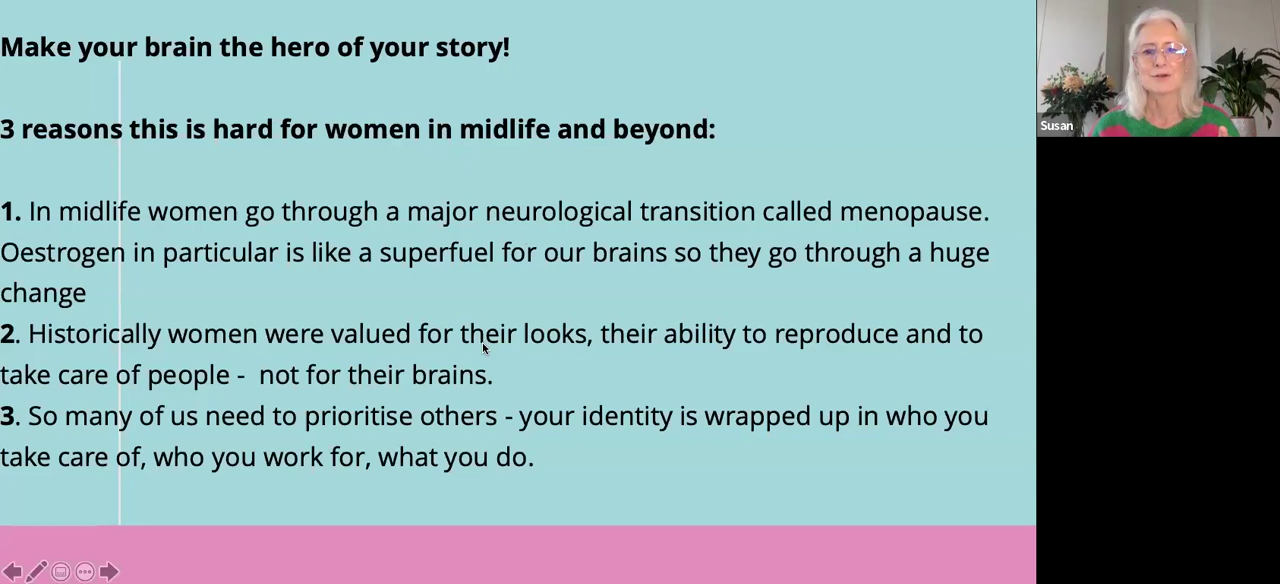 Make your brain the hero of your story!
3 reasons this is hard for women in midlife and beyond:
1. In midlife women go through a major neurological transition called menopause.
Oestrogen in particular is like a superfuel for our brains so they go through a huge
change
2. Historically women were valued for their looks, their ability to reproduce and to
take care of people -  not for their brains.
3. So many of us need to prioritise others - your identity is wrapped up in who you
take care of, who you work for, what you do.
Susan